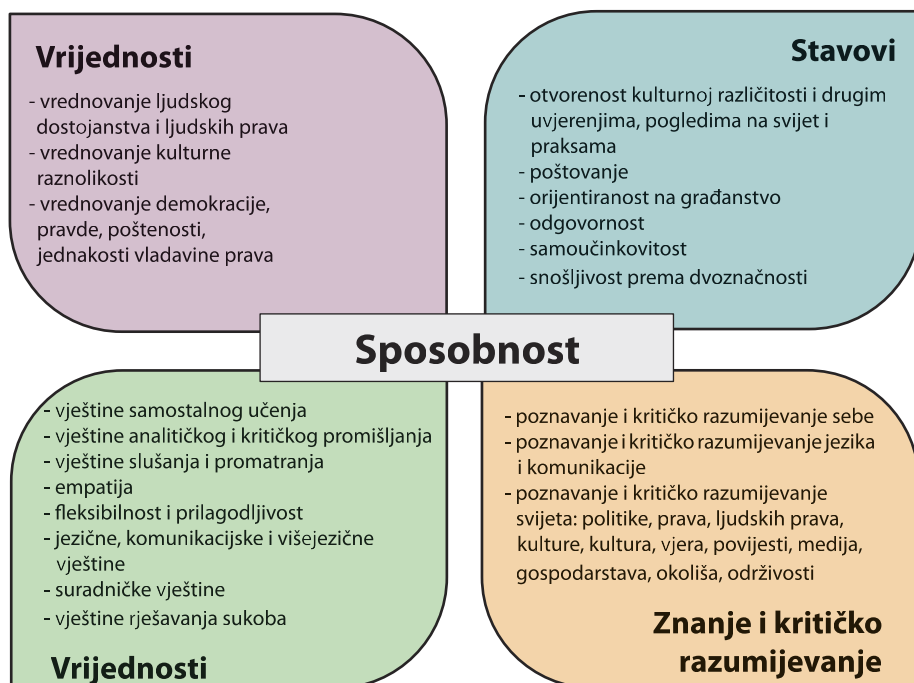 Vrijednosti
- vrednovanje ljudskog
dostojanstva i ljudskih prava
- vrednovanje kulturne
raznolikosti
- vrednovanje demokracije,
pravde, poštenosti,
jednakosti vladavine prava
Stavovi
- otvorenost kulturnoj različitosti i drugim
uvjerenjima, pogledima na svijet i
praksama
- poštovanje
- orijentiranost na građanstvo
- odgovornost
- samoučinkovitost
- snošljivost prema dvoznačnosti
Sposobnost
- vještine samostalnog učenja
- vještine analitičkog i kritičkog promišljanja
- vještine slušanja i promatranja
- empatija
- fleksibilnost i prilagodljivost
- jezične, komunikacijske i višejezične
vještine
- suradničke vještine
- vještine rješavanja sukoba
Vrijednosti
- poznavanje i kritičko razumijevanje sebe
- poznavanje i kritičko razumijevanje jezika
i komunikacije
- poznavanje i kritičko razumijevanje
svijeta: politike, prava, ljudskih prava,
kulture, kultura, vjera, povijesti, medija,
gospodarstava, okoliša, održivosti
Znanje i kritičko
razumijevanje